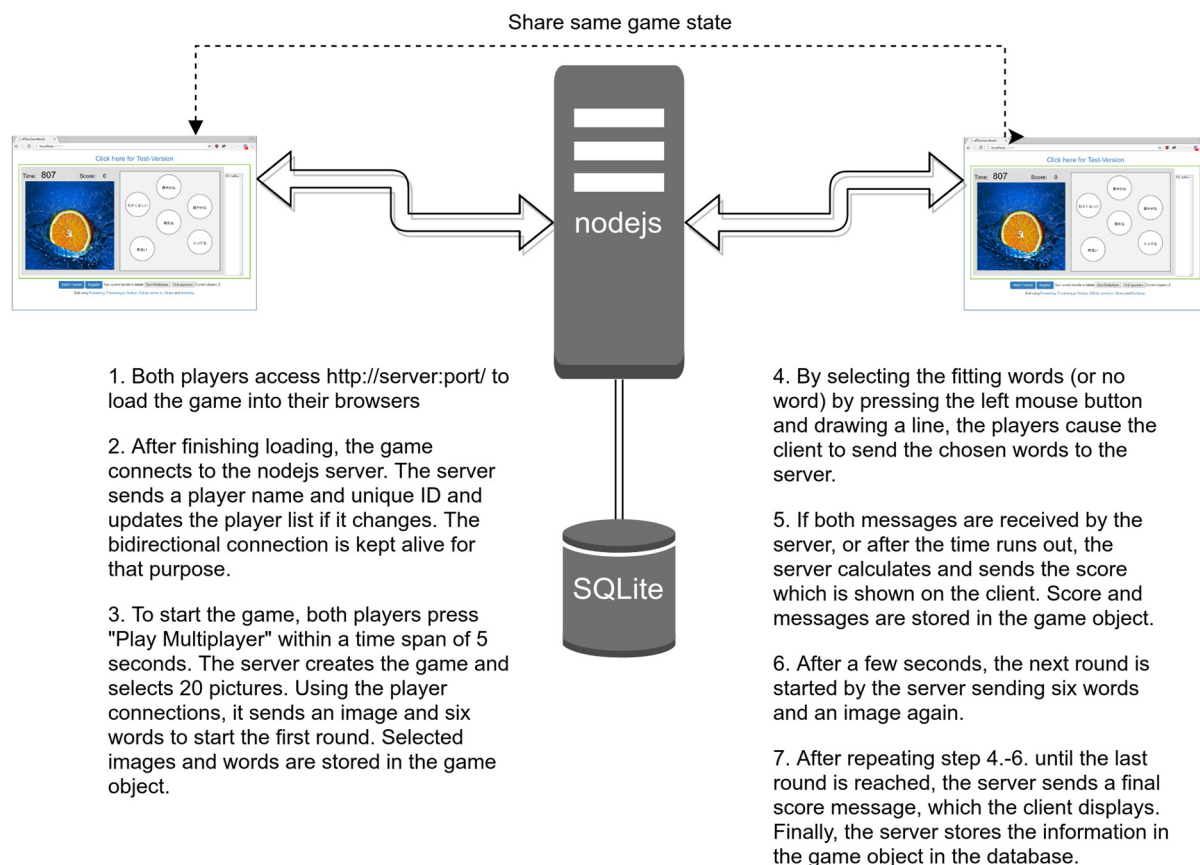 Share same game state
Click here for Test-Version
Time: 807 Score: 0
nodejs
Click here for Test-Version
Time: 807 Score: 0
SQLite
1. Both players access http://server:port/ to
load the game into their browsers
2. After finishing loading, the game
connects to the nodejs server. The server
sends a player name and unique ID and
updates the player list if it changes. The
bidirectional connection is kept alive for
that purpose.
3. To start the game, both players press
"Play Multiplayer" within a time span of 5
seconds. The server creates the game and
selects 20 pictures. Using the player
connections, it sends an image and six
words to start the first round. Selected
images and words are stored in the game
object.
4. By selecting the fitting words (or no
word) by pressing the left mouse button
and drawing a line, the players cause the
client to send the chosen words to the
server.
5. If both messages are received by the
server, or after the time runs out, the
server calculates and sends the score
which is shown on the client. Score and
messages are stored in the game object.
6. After a few seconds, the next round is
started by the server sending six words
and an image again.
7. After repeating step 4.-6. until the last
round is reached, the server sends a final
score message, which the client displays.
Finally, the server stores the information in
the game object in the database.